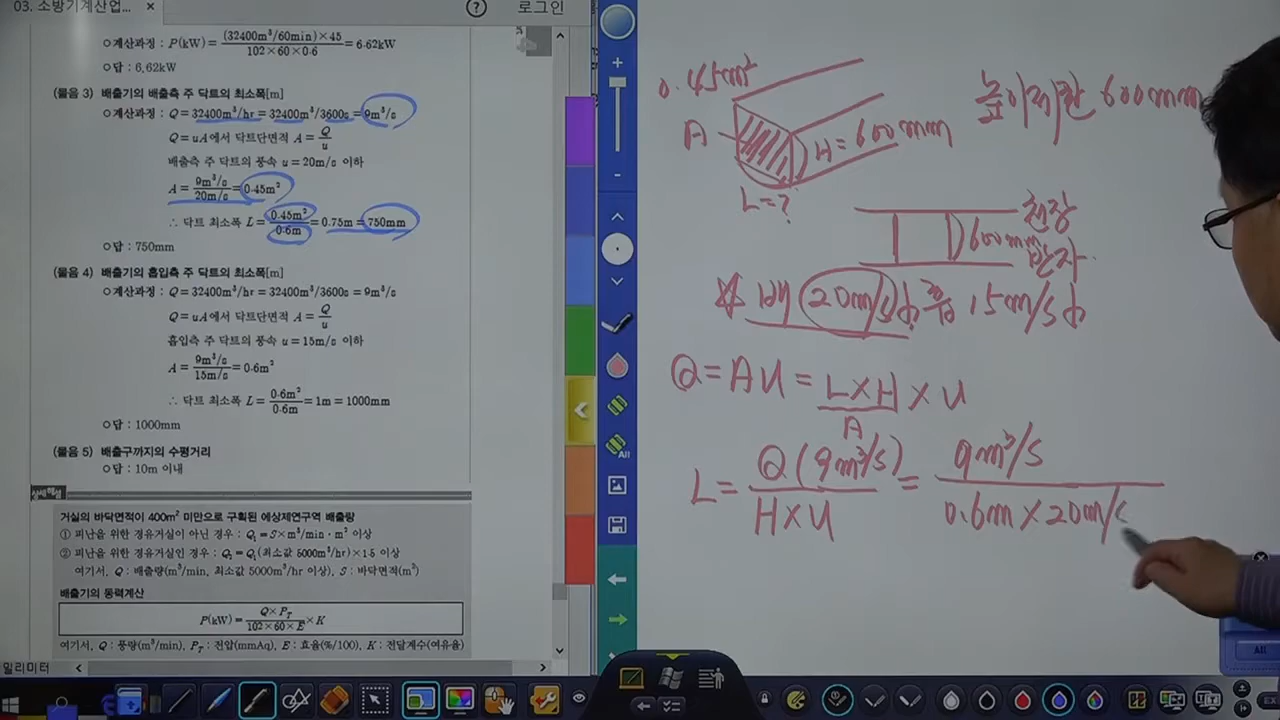 03. 소방기계산업... ×
로그인
○계산과정 : P(kW) = (32400m³/60min)×45 / 102×60×0.6 = 6.62kW
○답 : 6.62kW
(물음 3) 배출기의 배출측 주 덕트의 최소폭[m]
○계산과정 : Q = 32400m³/hr = 32400m³/3600s = 9m³/s
Q = uA에서 덕트단면적 A = Q/u
배출측 주 덕트의 풍속 u = 20m/s 이하
A = 9m³/s / 20m/s = 0.45m²
∴ 덕트 최소폭 L = 0.45m² / 0.6m = 0.75m = 750mm
○답 : 750mm
(물음 4) 배출기의 흡입측 주 덕트의 최소폭[m]
○계산과정 : Q = 32400m³/hr = 32400m³/3600s = 9m³/s
Q = uA에서 덕트단면적 A = Q/u
흡입측 주 덕트의 풍속 u = 15m/s 이하
A = 9m³/s / 15m/s = 0.6m²
∴ 덕트 최소폭 L = 0.6m² / 0.6m = 1m = 1000mm
○답 : 1000mm
(물음 5) 배출구까지의 수평거리
○답 : 10m 이내
상세해설
거실의 바닥면적이 400m² 미만으로 구획된 예상제연구역 배출량
① 피난을 위한 경유거실이 아닌 경우 : Q₁ = S×m³/min · m² 이상
② 피난을 위한 경유거실인 경우 : Q₂ = Q₁(최소값 5000m³/hr)×1.5 이상
여기서, Q : 배출량(m³/min, 최소값 5000m³/hr 이상), S : 바닥면적(m²)
배출기의 동력계산
P(kW) = Q×P_T / 102×60×E × K
여기서, Q : 풍량(m³/min), P_T : 전압(mmAq), E : 효율(%/100), K : 전달계수(여유율)
밀리미터
0.45m²
A
H=600mm
L=?
높이제한 600mm
천장
600mm
반자
☆ 배 20m/s↓ 흡 15m/s↓
Q = AU = L×H × U
A
L = Q(9m³/s) / H×U = 9m³/s / 0.6m×20m/s
All
All